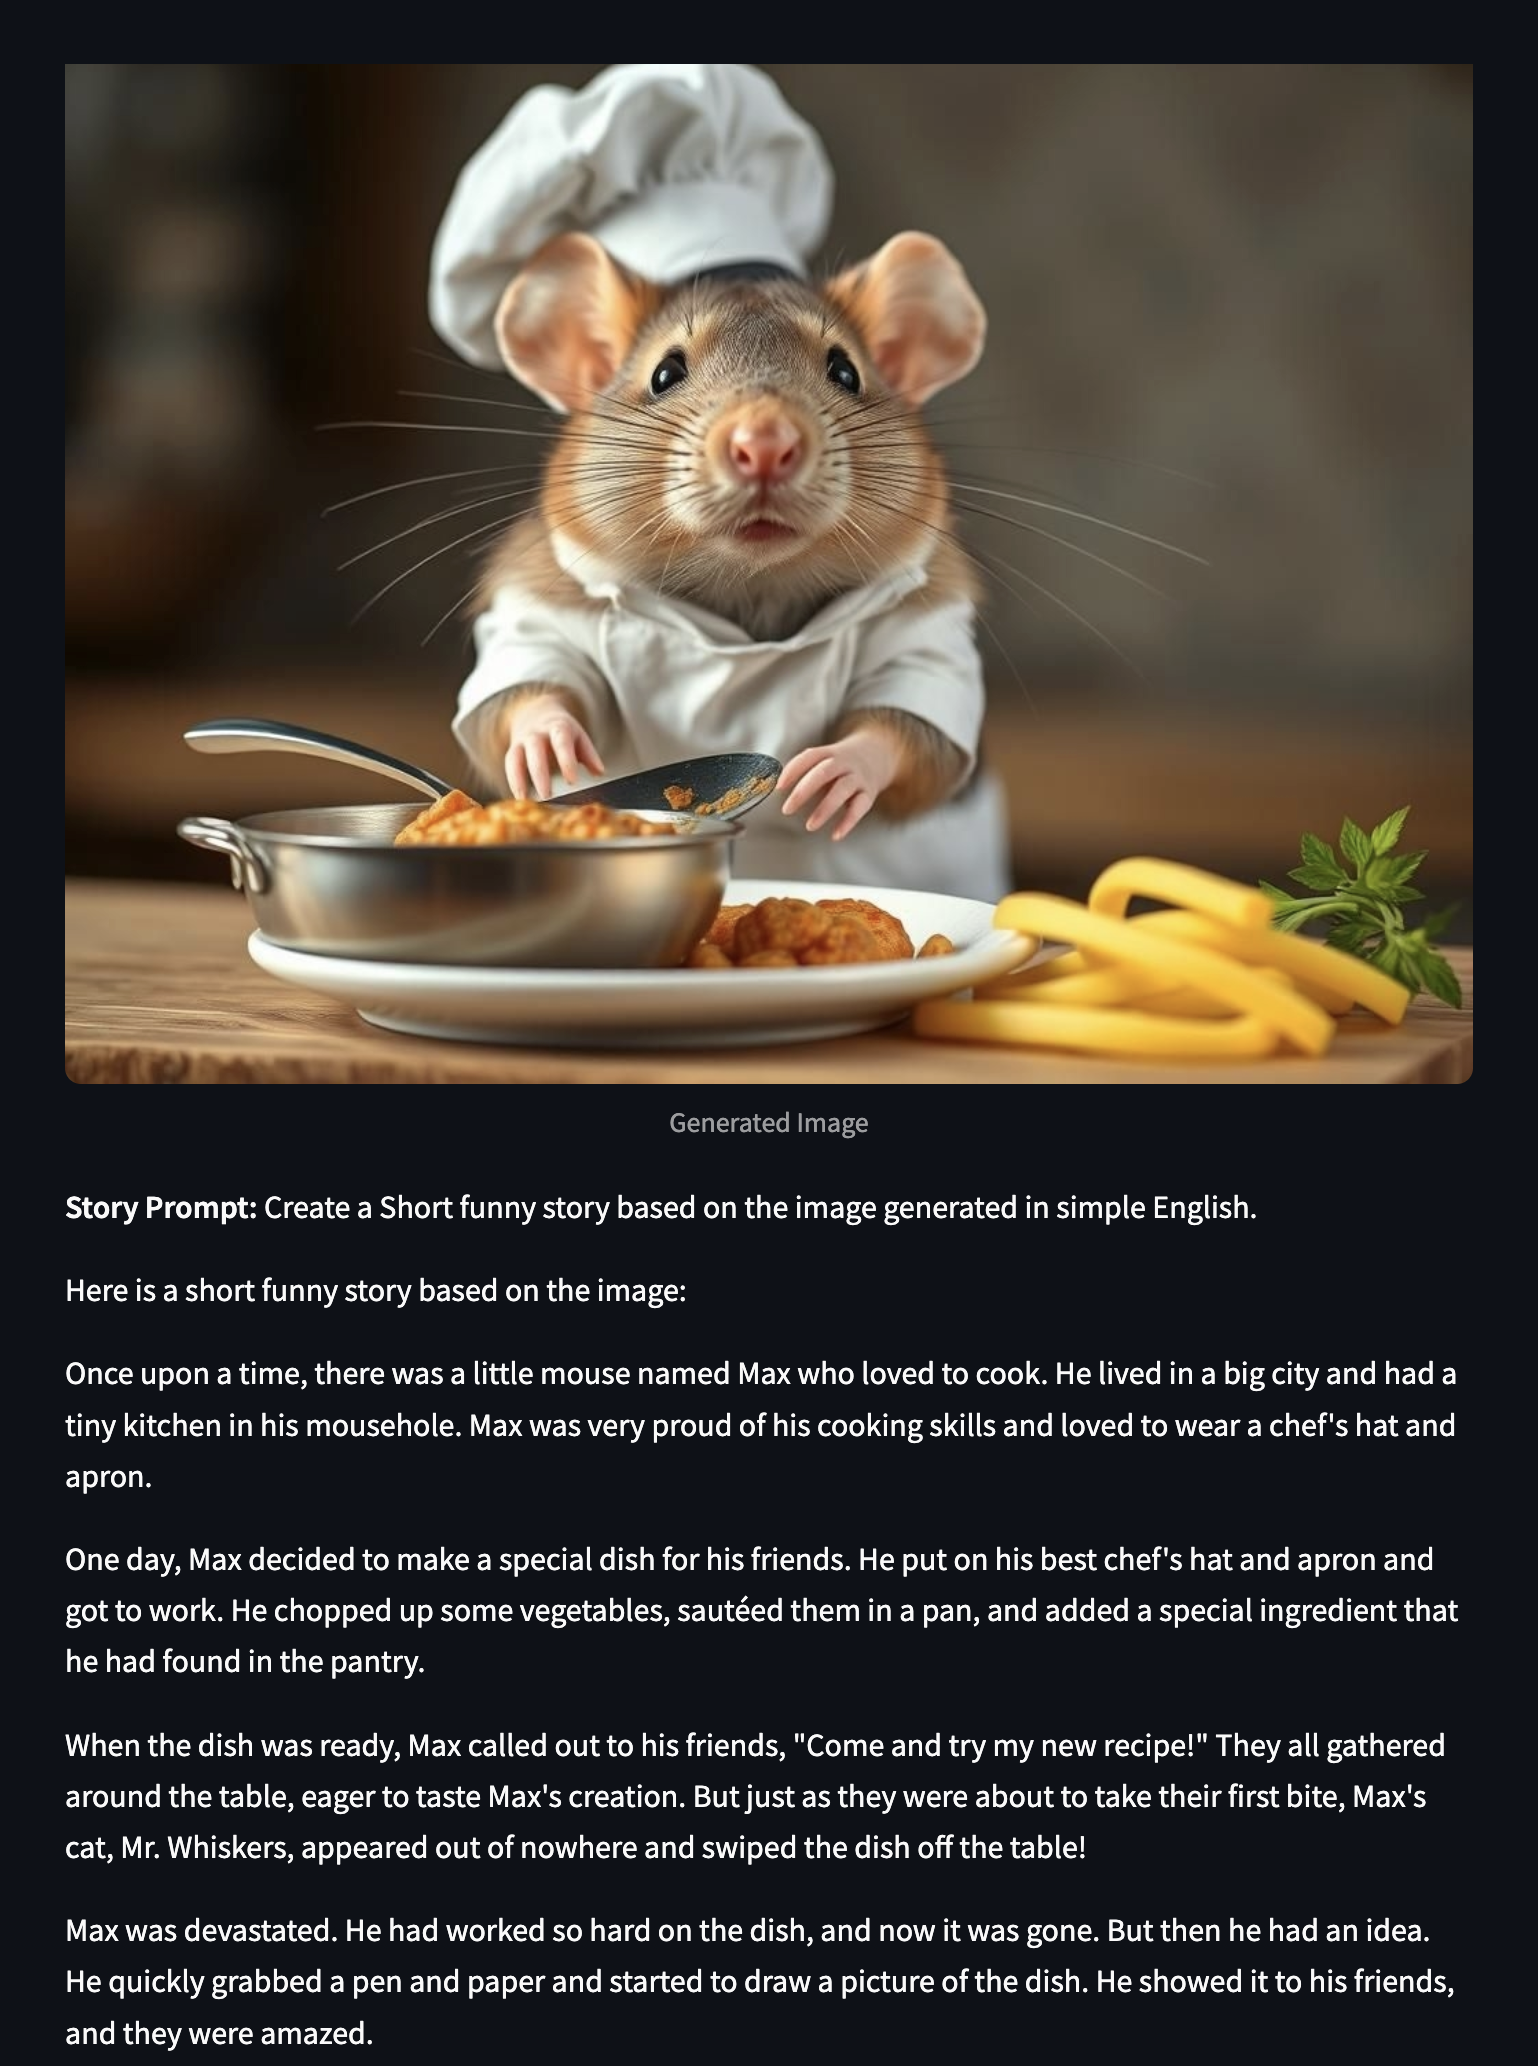 Generated Image
Story Prompt: Create a Short funny story based on the image generated in simple English.
Here is a short funny story based on the image:
Once upon a time, there was a little mouse named Max who loved to cook. He lived in a big city and had a
tiny kitchen in his mousehole. Max was very proud of his cooking skills and loved to wear a chef's hat and
apron.
One day, Max decided to make a special dish for his friends. He put on his best chef's hat and apron and
got to work. He chopped up some vegetables, sautéed them in a pan, and added a special ingredient that
he had found in the pantry.
When the dish was ready, Max called out to his friends, "Come and try my new recipe!" They all gathered
around the table, eager to taste Max's creation. But just as they were about to take their first bite, Max's
cat, Mr. Whiskers, appeared out of nowhere and swiped the dish off the table!
Max was devastated. He had worked so hard on the dish, and now it was gone. But then he had an idea.
He quickly grabbed a pen and paper and started to draw a picture of the dish. He showed it to his friends,
and they were amazed.